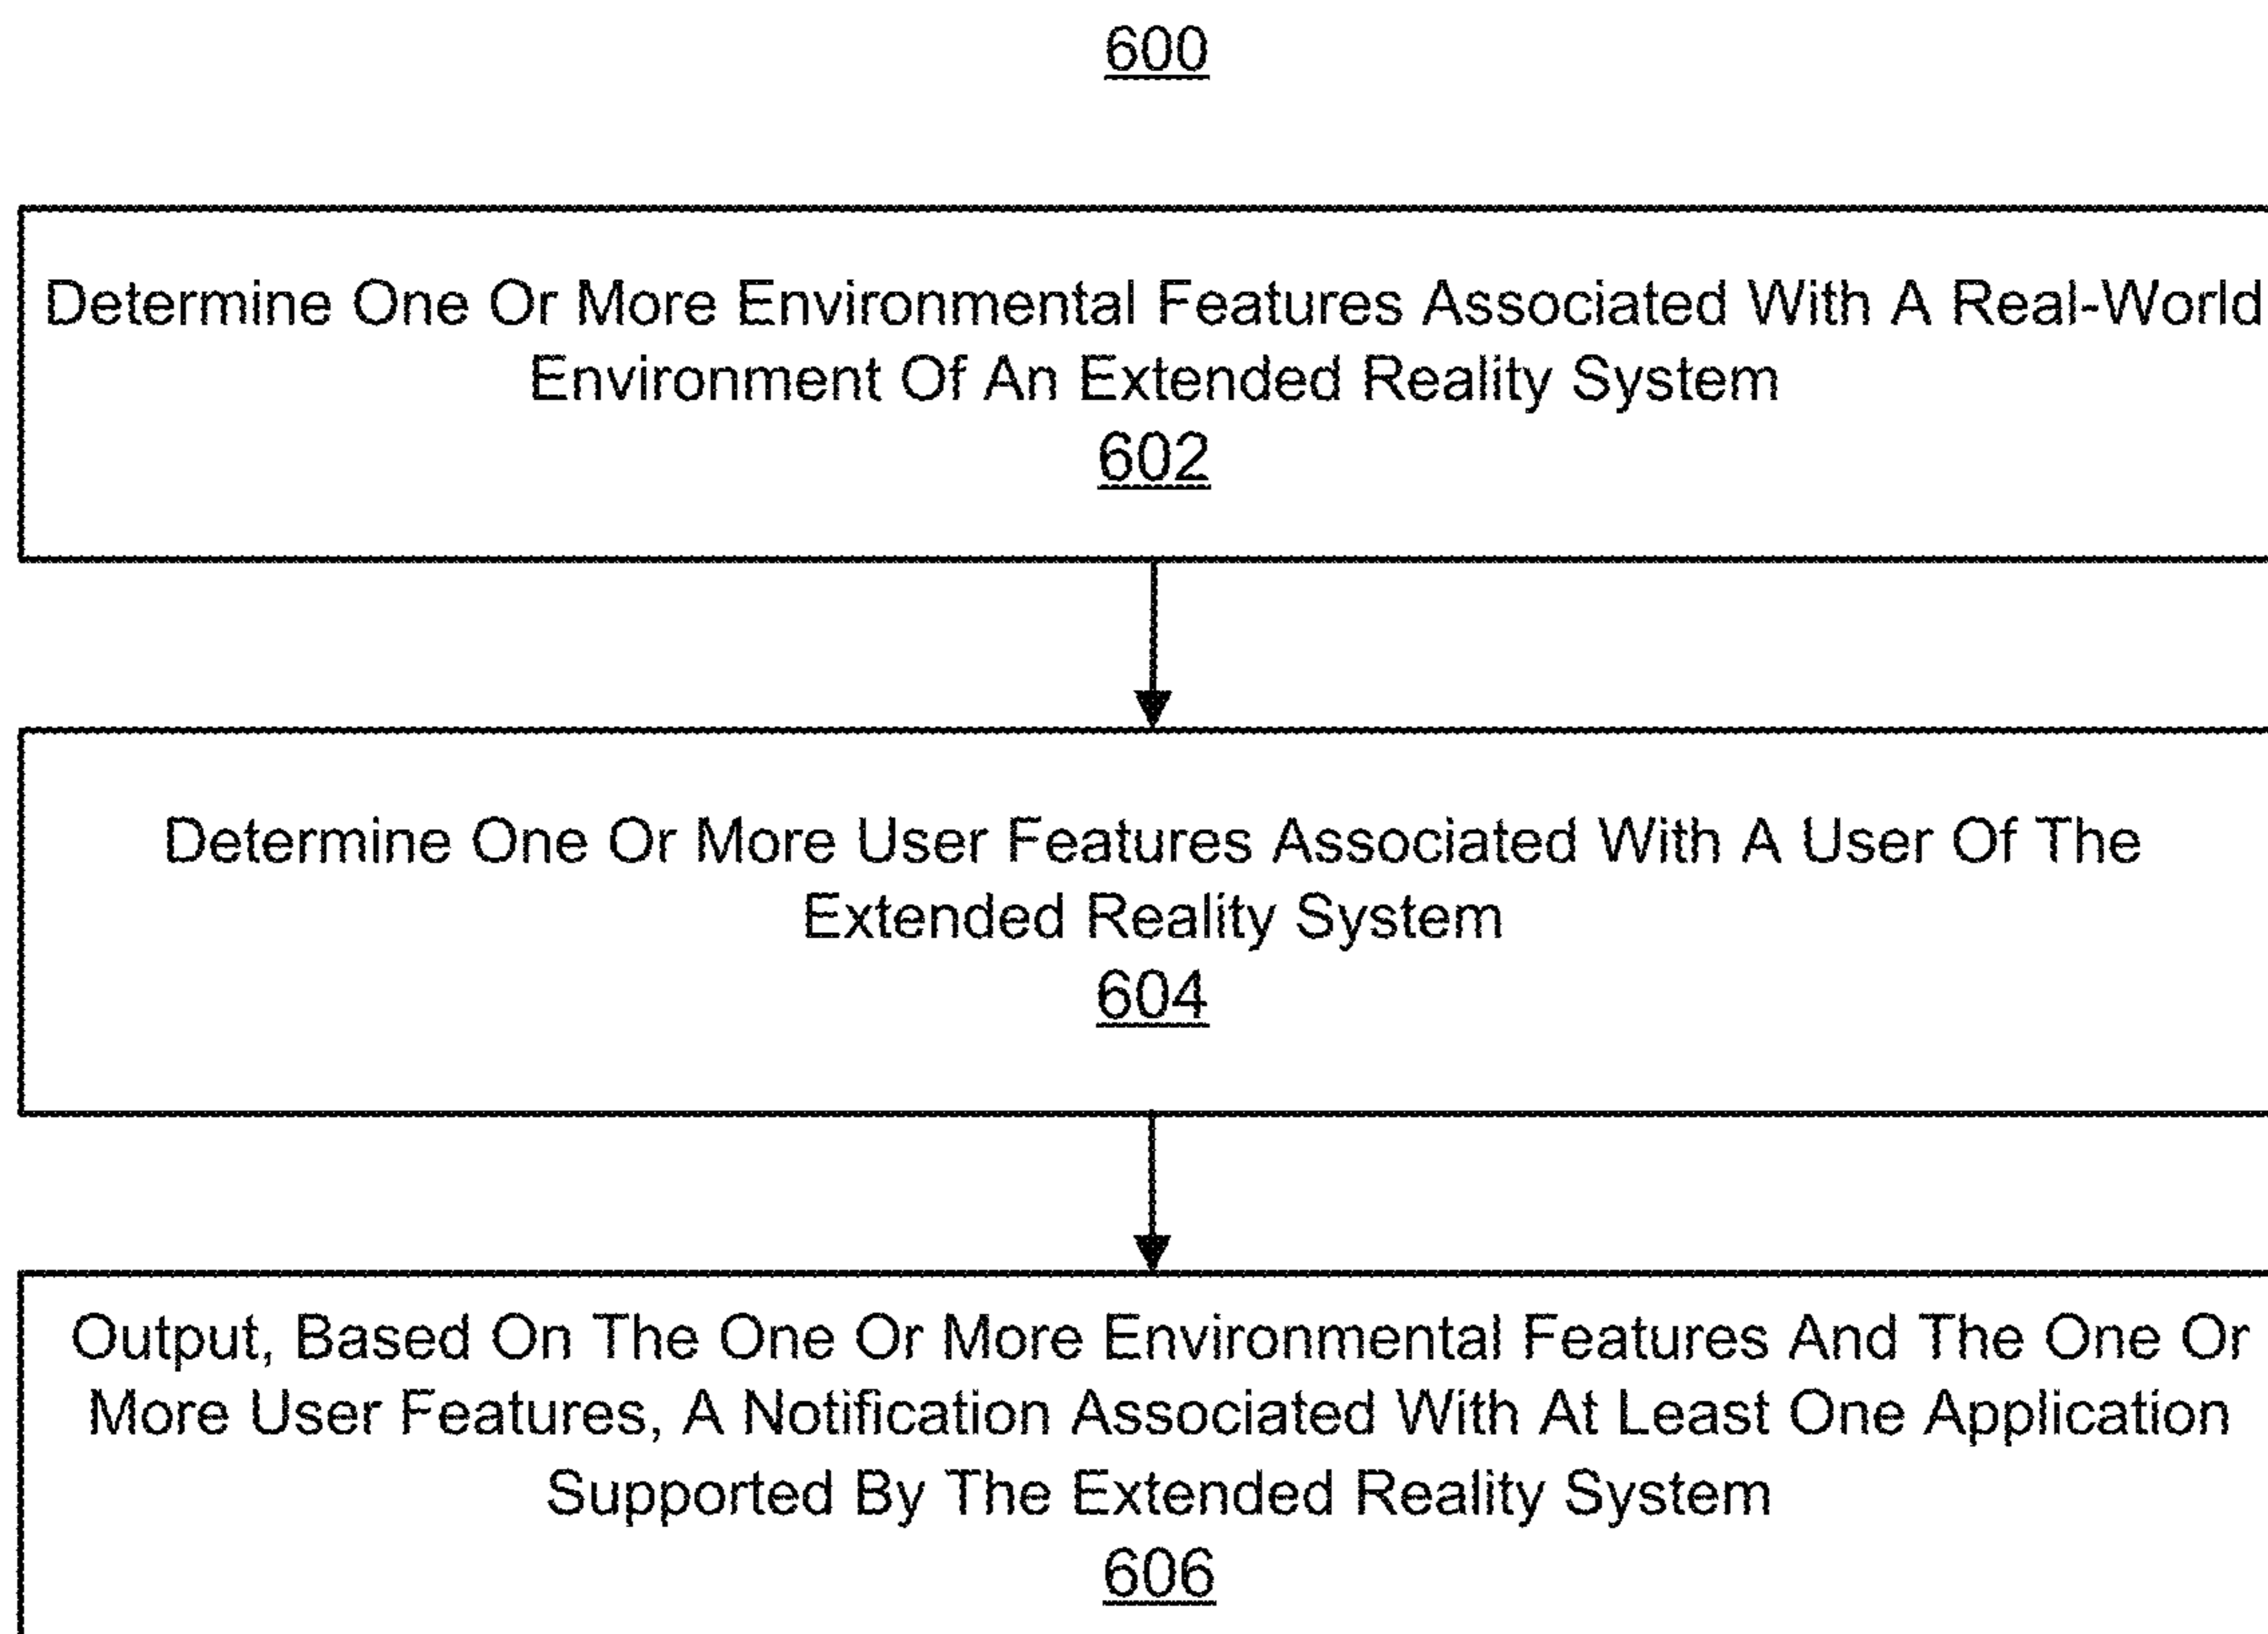 600
Determine One Or More Environmental Features Associated With A Real-World
Environment Of An Extended Reality System
602
Determine One Or More User Features Associated With A User Of The
Extended Reality System
604
Output, Based On The One Or More Environmental Features And The One Or
More User Features, A Notification Associated With At Least One Application
Supported By The Extended Reality System
606